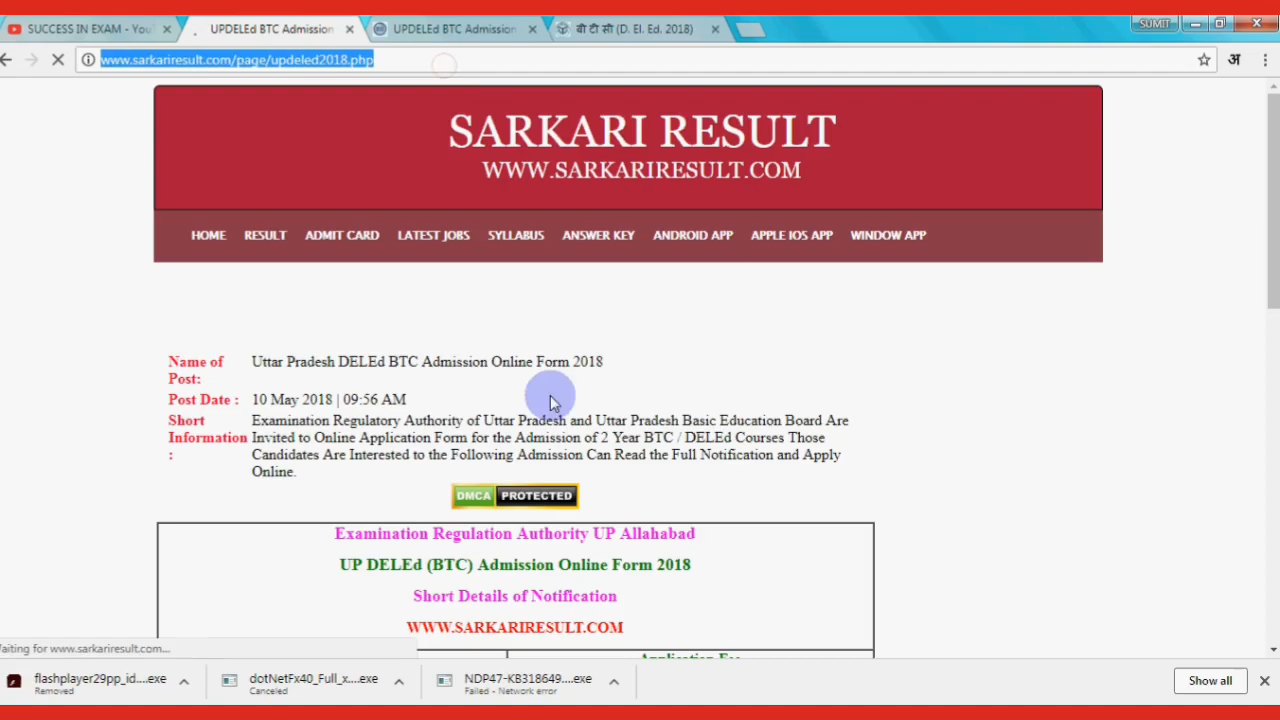 SUCCESS IN EXAM - You
UPDELEd BTC Admission
UPDELEd BTC Admission
बी टी सी (D. El. Ed. 2018)
SUMIT
www.sarkariresult.com/page/updeled2018.php
अ
SARKARI RESULT
WWW.SARKARIRESULT.COM
HOME RESULT ADMIT CARD LATEST JOBS SYLLABUS ANSWER KEY ANDROID APP APPLE IOS APP WINDOW APP
Name of Post: Uttar Pradesh DELEd BTC Admission Online Form 2018
Post Date : 10 May 2018 | 09:56 AM
Short Information : Examination Regulatory Authority of Uttar Pradesh and Uttar Pradesh Basic Education Board Are
Invited to Online Application Form for the Admission of 2 Year BTC / DELEd Courses Those
Candidates Are Interested to the Following Admission Can Read the Full Notification and Apply
Online.
DMCA PROTECTED
Examination Regulation Authority UP Allahabad
UP DELEd (BTC) Admission Online Form 2018
Short Details of Notification
WWW.SARKARIRESULT.COM
Application Fee
aiting for www.sarkariresult.com...
flashplayer29pp_id....exe
Removed
dotNetFx40_Full_x....exe
Canceled
NDP47-KB318649....exe
Failed - Network error
Show all